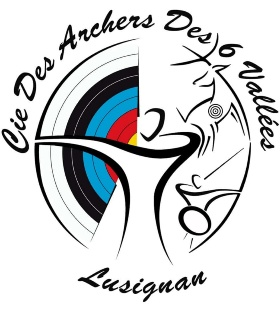 Cie Des Archers Des 6 Vallées
Lusignan